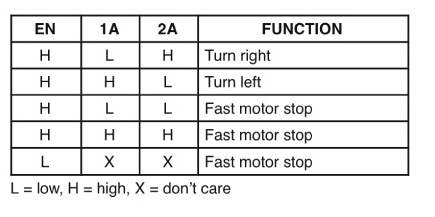 EN 1A 2A FUNCTION
H L H Turn right
H H L Turn left
H L L Fast motor stop
H H H Fast motor stop
L X X Fast motor stop
L = low, H = high, X = don't care